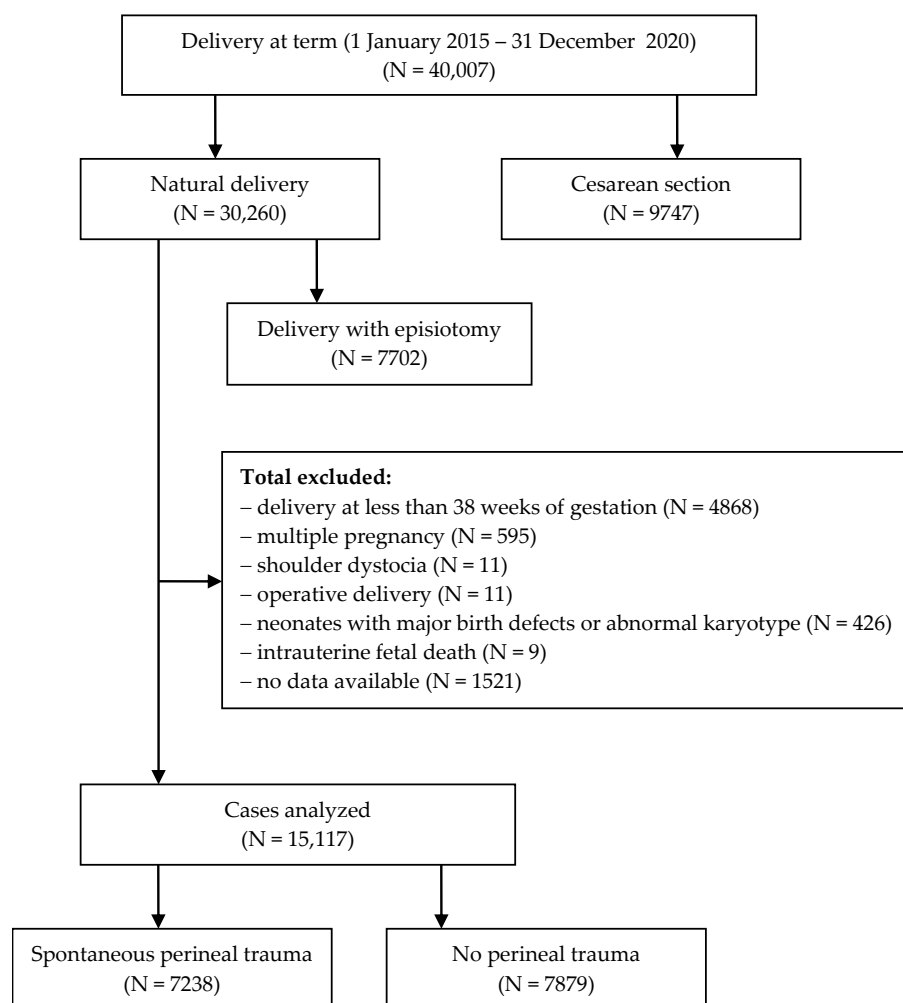 Delivery at term (1 January 2015 – 31 December 2020)
(N = 40,007)
Natural delivery
(N = 30,260)
Cesarean section
(N = 9747)
Delivery with episiotomy
(N = 7702)
Total excluded:
– delivery at less than 38 weeks of gestation (N = 4868)
– multiple pregnancy (N = 595)
– shoulder dystocia (N = 11)
– operative delivery (N = 11)
– neonates with major birth defects or abnormal karyotype (N = 426)
– intrauterine fetal death (N = 9)
– no data available (N = 1521)
Cases analyzed
(N = 15,117)
Spontaneous perineal trauma
(N = 7238)
No perineal trauma
(N = 7879)